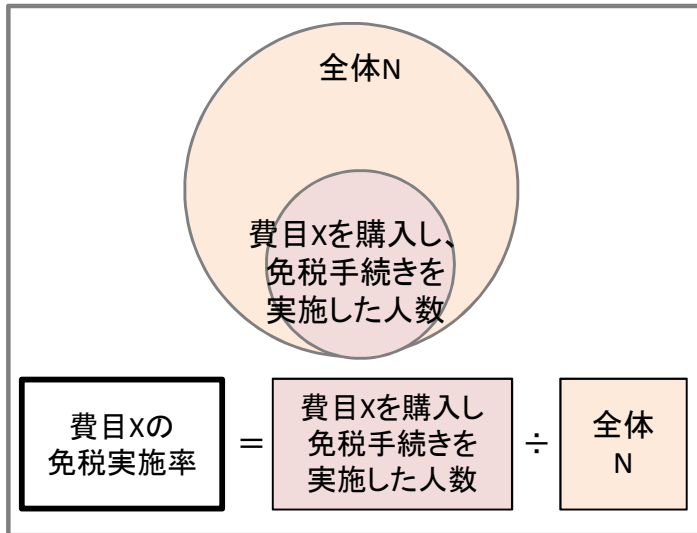 全体N
費目Xを購入し、
免税手続きを
実施した人数
費目Xの
免税実施率
=
費目Xを購入し
免税手続きを
実施した人数
÷
全体
N